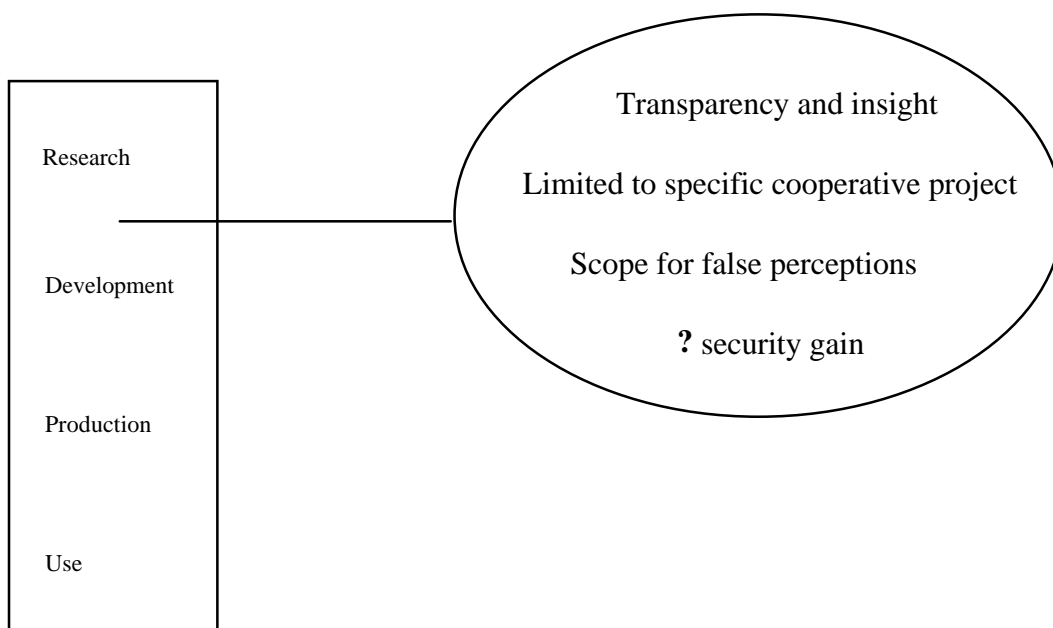 Research
Development
Production
Use
Transparency and insight
Limited to specific cooperative project
Scope for false perceptions
? security gain